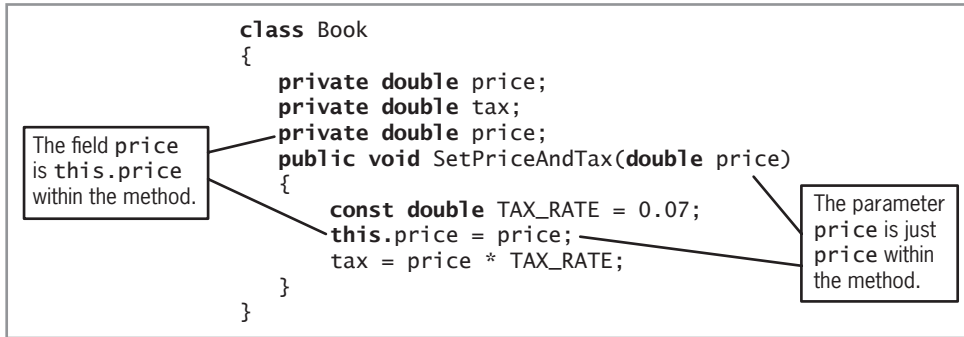 class Book
{
private double price;
private double tax;
private double price;
public void SetPriceAndTax(double price)
{
const double TAX_RATE = 0.07;
this.price = price;
tax = price * TAX_RATE;
}
}
The field price
is this.price
within the method.
The parameter
price is just
price within
the method.